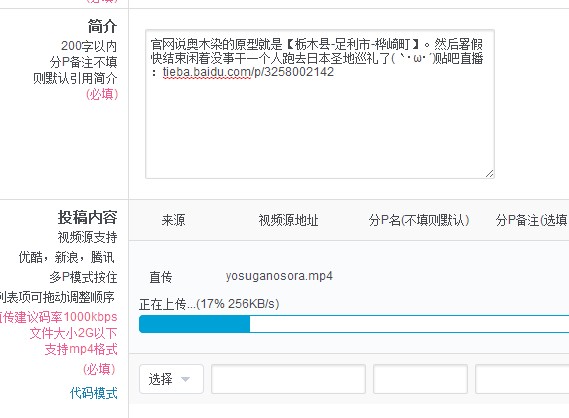 (必填)
简介
200字以内
分P备注不填
则默认引用简介
(必填)
官网说奥木染的原型就是【栃木县-足利市-桦崎町】。然后暑假
快结束闲着没事干一个人跑去日本圣地巡礼了( `･ω･´)贴吧直播
：tieba.baidu.com/p/3258002142
投稿内容
视频源支持
优酷，新浪，腾讯
多P模式按住
列表项可拖动调整顺序
直传建议码率1000kbps
文件大小2G以下
支持mp4格式
(必填)
代码模式
来源 视频源地址 分P名(不填则默认) 分P备注(选填
直传 yosuganosora.mp4
正在上传...(17% 256KB/s)
选择